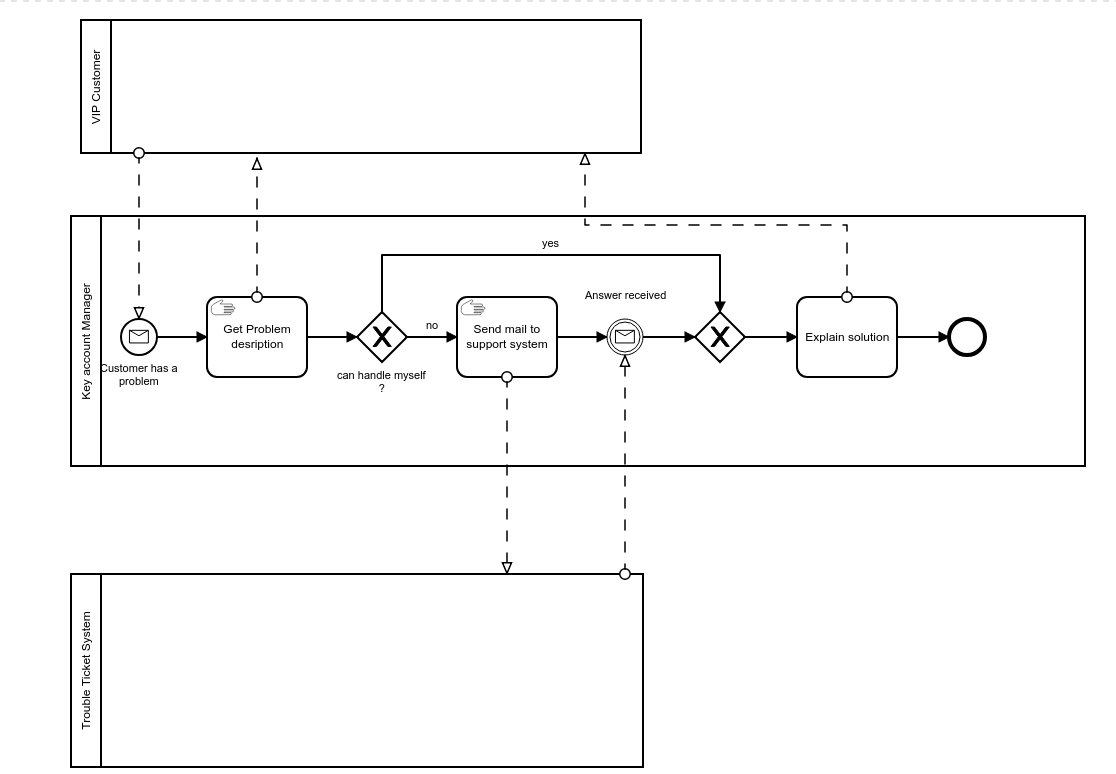 VIP Customer
Key account Manager
yes
Answer received
no
Get Problem
desription
Send mail to
support system
Explain solution
Customer has a
problem
can handle myself
?
Trouble Ticket System